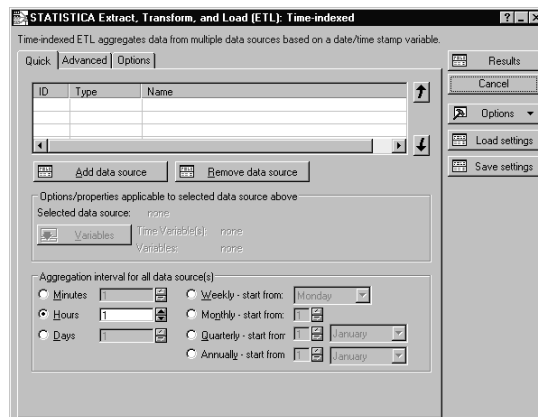 STATISTICA Extract, Transform, and Load (ETL): Time-indexed
Time-indexed ETL aggregates data from multiple data sources based on a date/time stamp variable.
Quick Advanced Options
ID Type Name
Add data source Remove data source
Options/properties applicable to selected data source above
Selected data source: none
Variables Time Variable(s): none
Variables: none
Aggregation interval for all data source(s)
Minutes 1 Weekly - start from: Monday
Hours 1 Monthly - start from: 1
Days 1 Quarterly - start from 1 January
Annually - start from 1 January
Results
Cancel
Options
Load settings
Save settings